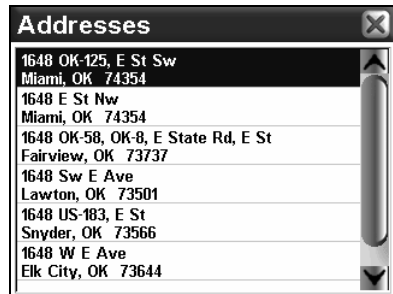 Addresses
1648 OK-125, E St Sw
Miami, OK 74354
1648 E St Nw
Miami, OK 74354
1648 OK-58, OK-8, E State Rd, E St
Fairview, OK 73737
1648 Sw E Ave
Lawton, OK 73501
1648 US-183, E St
Snyder, OK 73566
1648 W E Ave
Elk City, OK 73644